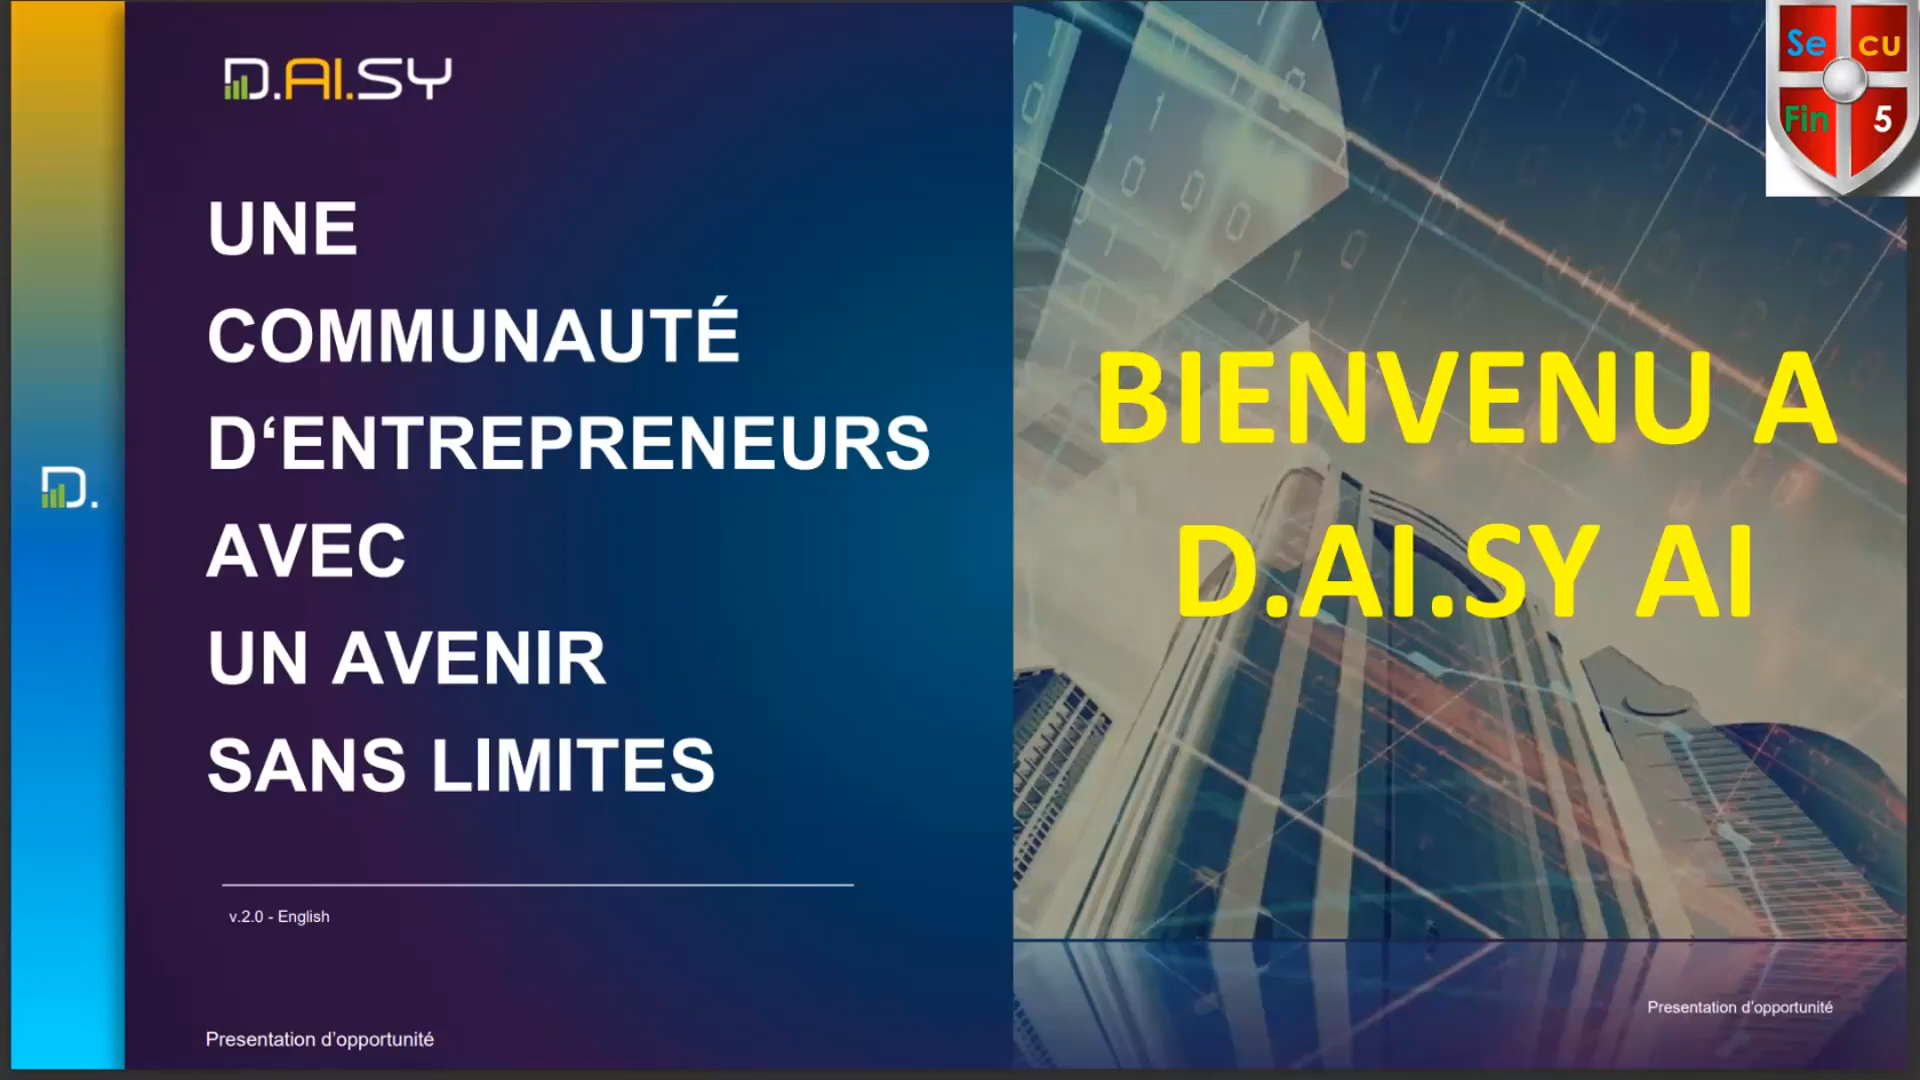 D.AI.SY
UNE
COMMUNAUTÉ
D‘ENTREPRENEURS
AVEC
UN AVENIR
SANS LIMITES
v.2.0 - English
Presentation d’opportunité
D.
BIENVENU A
D.AI.SY AI
Presentation d’opportunité
Se cu
Fin 5